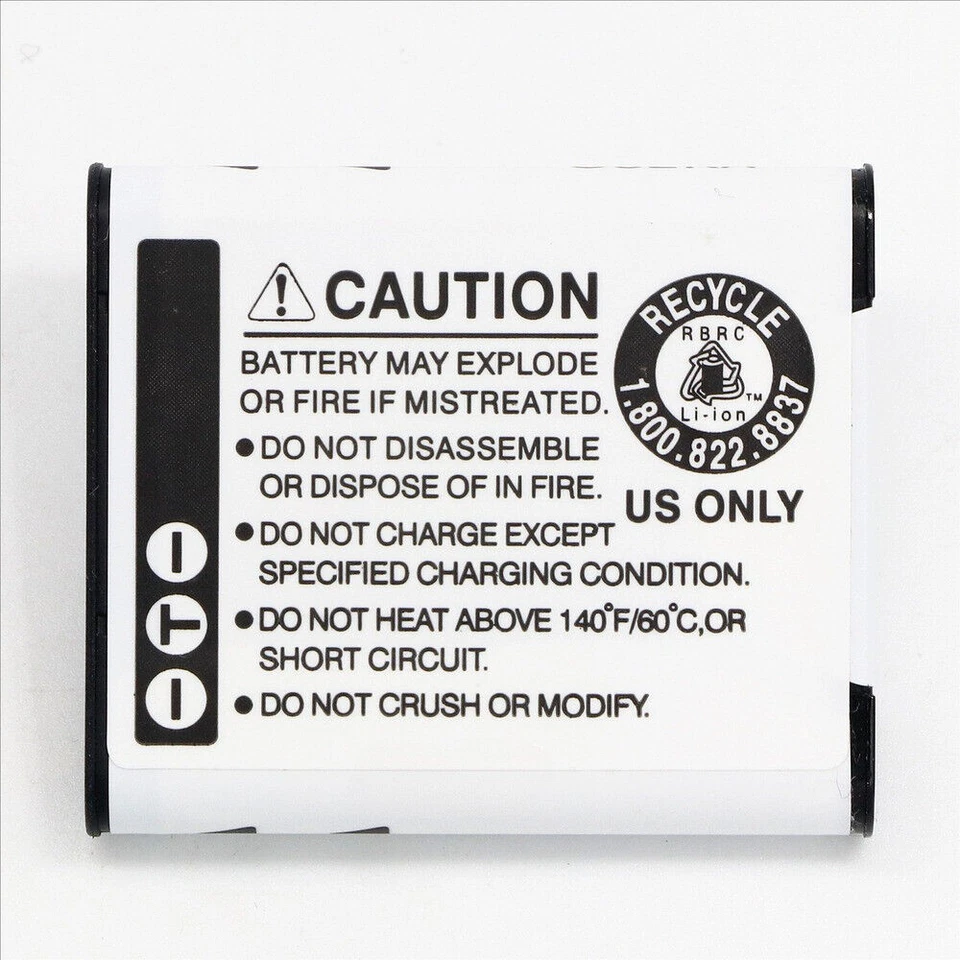 CAUTION
BATTERY MAY EXPLODE
OR FIRE IF MISTREATED.
●DO NOT DISASSEMBLE
OR DISPOSE OF IN FIRE.
●DO NOT CHARGE EXCEPT
SPECIFIED CHARGING CONDITION.
●DO NOT HEAT ABOVE 140°F/60°C,OR
SHORT CIRCUIT.
●DO NOT CRUSH OR MODIFY.
RECYCLE
RBRC
Li-ion
TM
1.800.822.8837
US ONLY
T